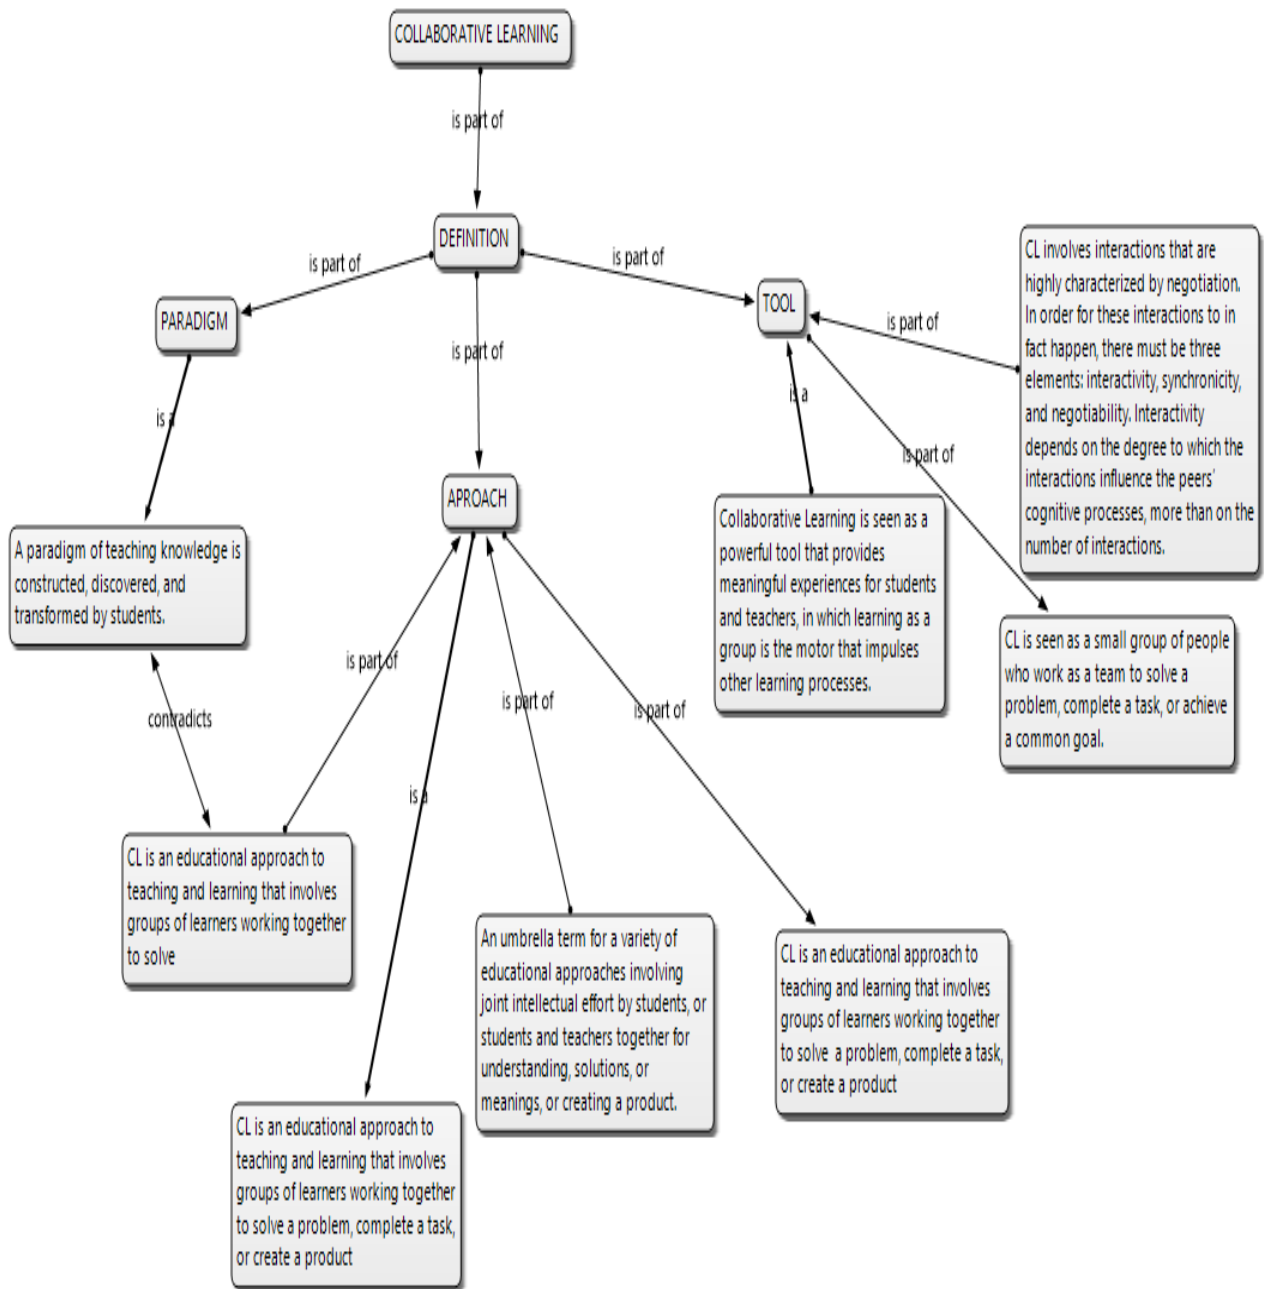 COLLABORATIVE LEARNING
is part of
DEFINITION
is part of
is part of
is part of
PARADIGM
TOOL
CL involves interactions that are
highly characterized by negotiation.
In order for these interactions to in
fact happen, there must be three
elements: interactivity, synchronicity,
and negotiability. Interactivity
depends on the degree to which the
interactions influence the peers'
cognitive processes, more than on the
number of interactions.
is part of
is a
is a
is part of
APROACH
A paradigm of teaching knowledge is
constructed, discovered, and
transformed by students.
Collaborative Learning is seen as a
powerful tool that provides
meaningful experiences for students
and teachers, in which learning as a
group is the motor that impulses
other learning processes.
CL is seen as a small group of people
who work as a team to solve a
problem, complete a task, or achieve
a common goal.
contradicts
is part of
is a
is part of
is part of
CL is an educational approach to
teaching and learning that involves
groups of learners working together
to solve
An umbrella term for a variety of
educational approaches involving
joint intellectual effort by students, or
students and teachers together for
understanding, solutions, or
meanings, or creating a product.
CL is an educational approach to
teaching and learning that involves
groups of learners working together
to solve  a problem, complete a task,
or create a product
CL is an educational approach to
teaching and learning that involves
groups of learners working together
to solve a problem, complete a task,
or create a product